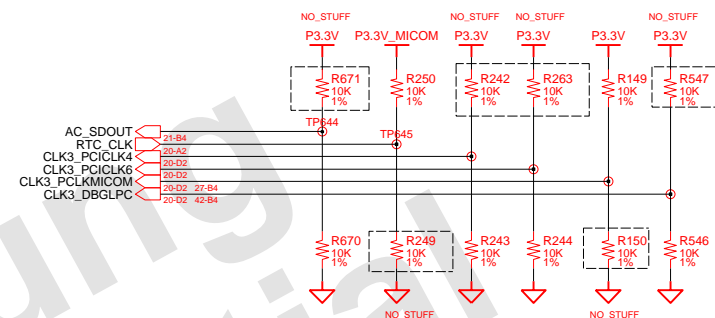 NO_STUFF NO_STUFF NO_STUFF NO_STUFF
P3.3V P3.3V_MICOM P3.3V P3.3V P3.3V P3.3V
R671 R250 R242 R263 R149 R547
10K 10K 10K 10K 10K 10K
1% 1% 1% 1% 1% 1%
TP644
AC_SDOUT
21-B4 TP645
RTC_CLK
20-A2
CLK3_PCICLK4
20-D2
CLK3_PCICLK6
20-D2
CLK3_PCLKMICOM
20-D2 27-B4
CLK3_DBGLPC
20-D2 42-B4
R670 R249 R243 R244 R150 R546
10K 10K 10K 10K 10K 10K
1% 1% 1% 1% 1% 1%
NO_STUFF NO_STUFF
ung
tial